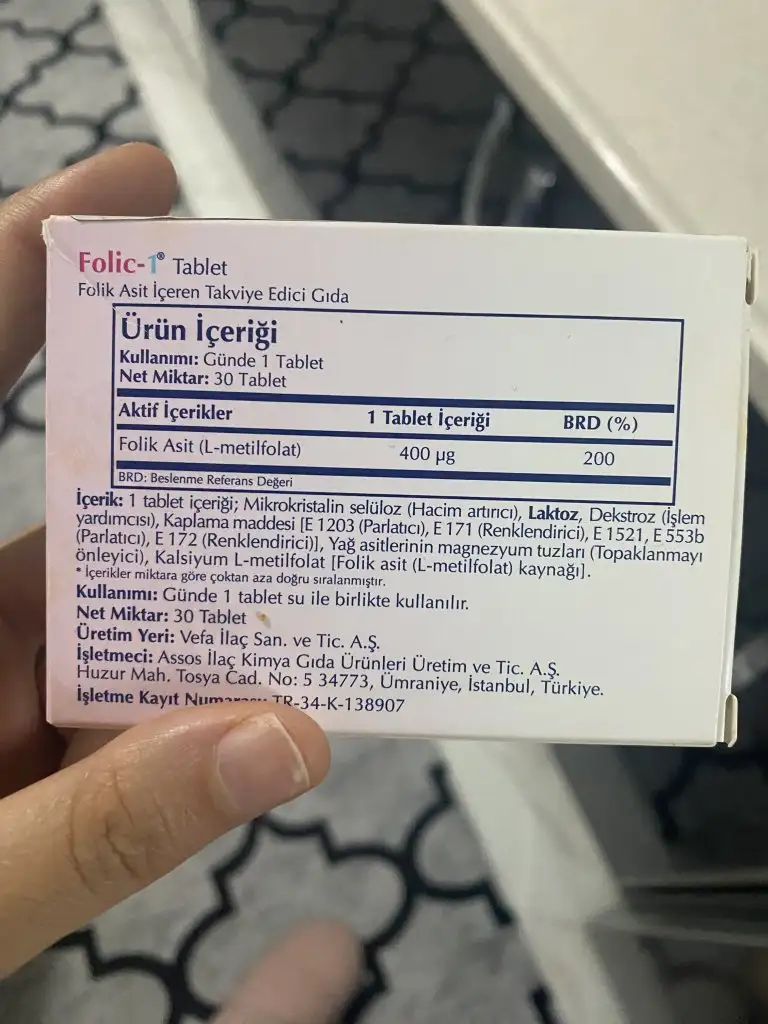 Folic-1® Tablet
Folik Asit İçeren Takviye Edici Gıda
Ürün İçeriği
Kullanımı: Günde 1 Tablet
Net Miktar: 30 Tablet
Aktif İçerikler 1 Tablet İçeriği BRD (%)
Folik Asit (L-metilfolat) 400 µg 200
BRD: Beslenme Referans Değeri
İçerik: 1 tablet içeriği; Mikrokristalin selüloz (Hacim artırıcı), Laktoz, Dekstroz (İşlem
yardımcısı), Kaplama maddesi [E 1203 (Parlatıcı), E 171 (Renklendirici), E 1521, E 553b
(Parlatıcı), E 172 (Renklendirici)], Yağ asitlerinin magnezyum tuzları (Topaklanmayı
önleyici), Kalsiyum L-metilfolat [Folik asit (L-metilfolat) kaynağı].
* İçerikler miktara göre çoktan aza doğru sıralanmıştır.
Kullanımı: Günde 1 tablet su ile birlikte kullanılır.
Net Miktar: 30 Tablet
Üretim Yeri: Vefa İlaç San. ve Tic. A.Ş.
İşletmeci: Assos İlaç Kimya Gıda Ürünleri Üretim ve Tic. A.Ş.
Huzur Mah. Tosya Cad. No: 5 34773, Ümraniye, İstanbul, Türkiye.
İşletme Kayıt Numarası: TR-34-K-138907